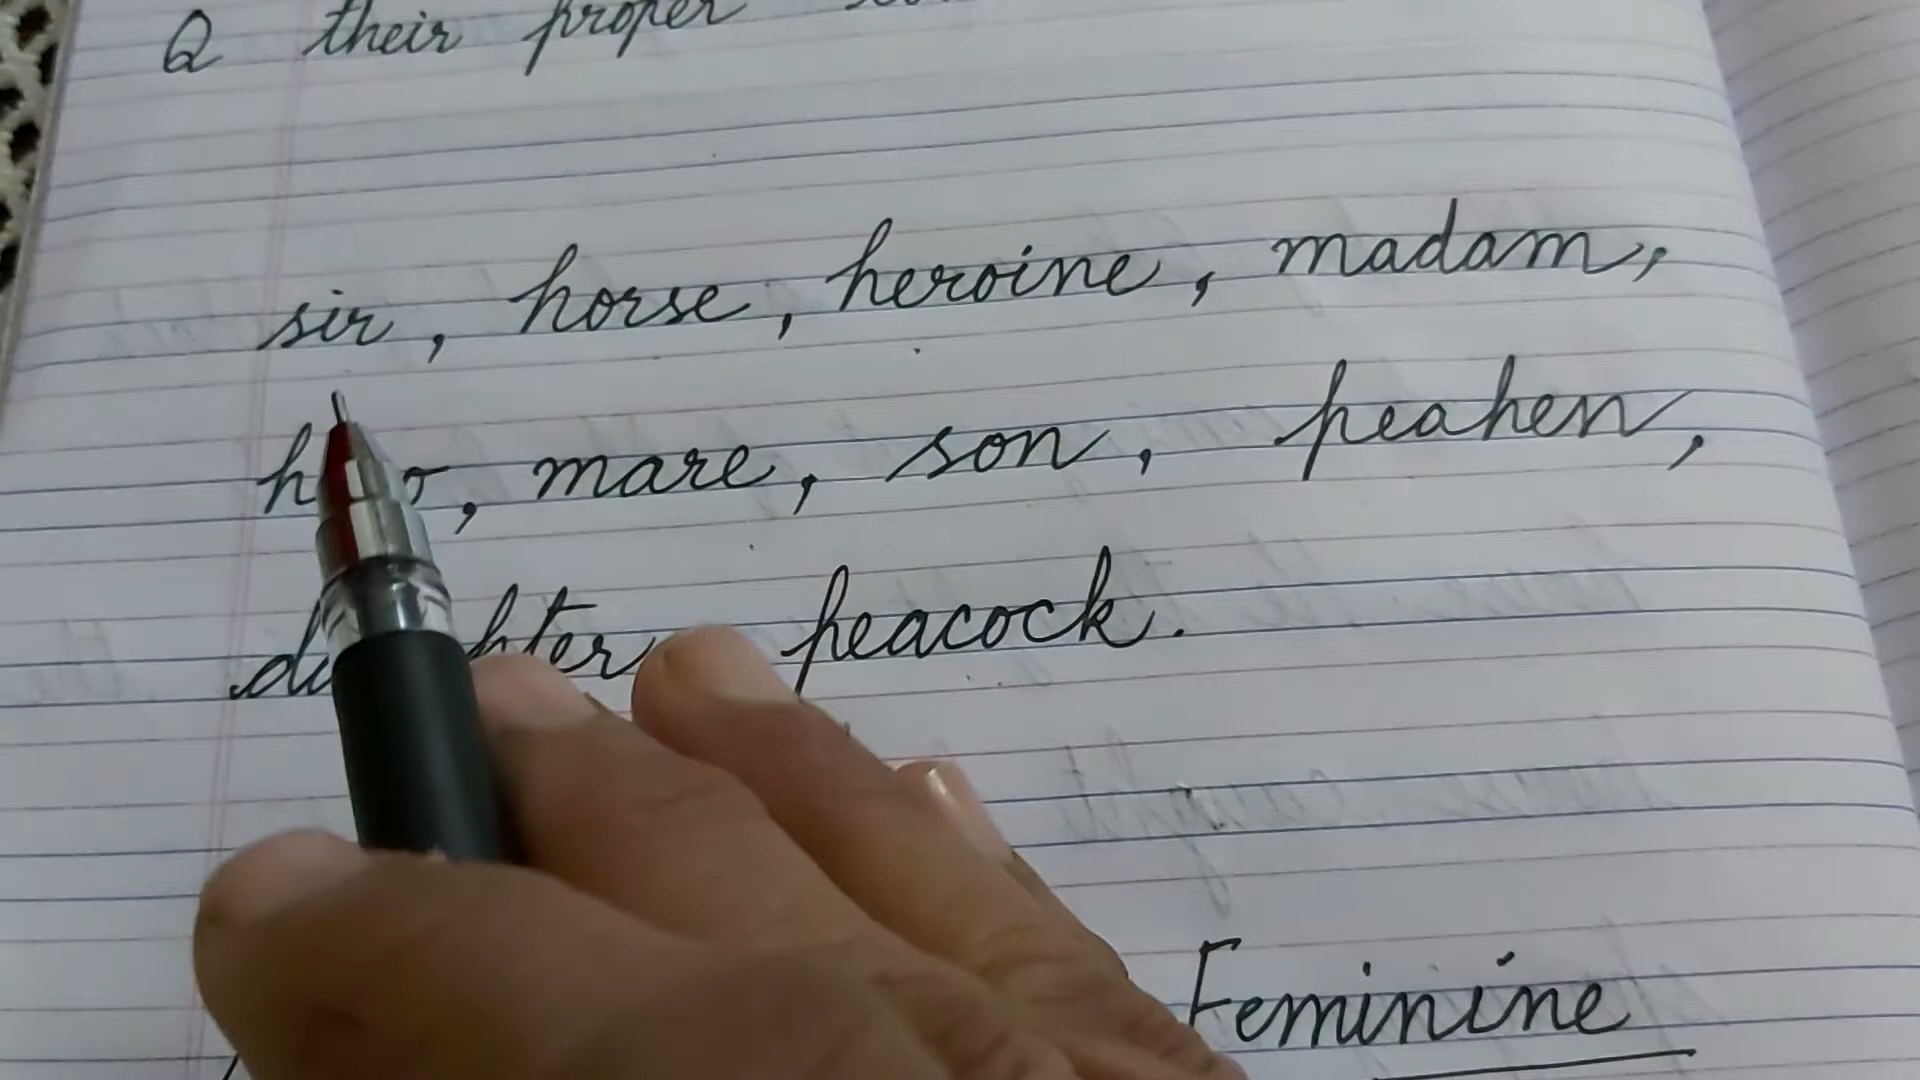 Q their proper
sir, horse, heroine, madam,
mare, son, peahen,
peacock.
Feminine